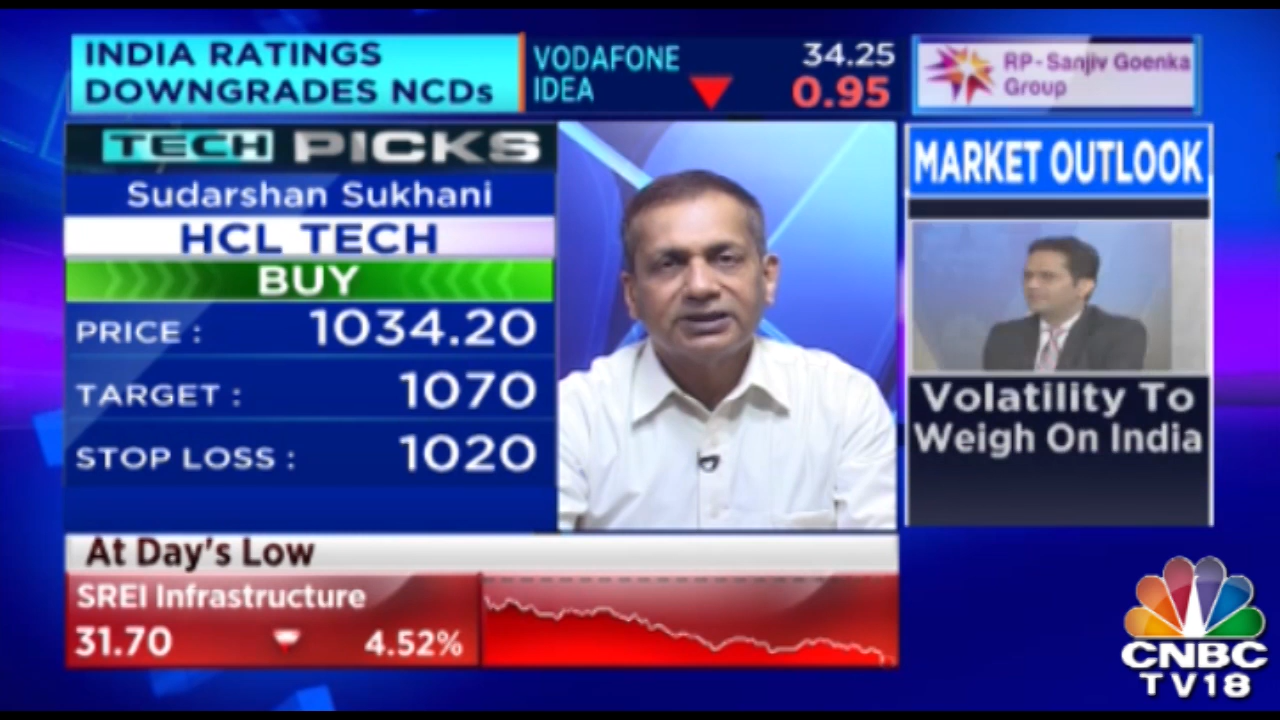 INDIA RATINGS
DOWNGRADES NCDs
VODAFONE
IDEA
34.25
0.95
RP-Sanjiv Goenka
Group
TECH PICKS
Sudarshan Sukhani
HCL TECH
BUY
PRICE : 1034.20
TARGET : 1070
STOP LOSS : 1020
MARKET OUTLOOK
Volatility To
Weigh On India
At Day's Low
SREI Infrastructure
31.70 4.52%
CNBC
TV18